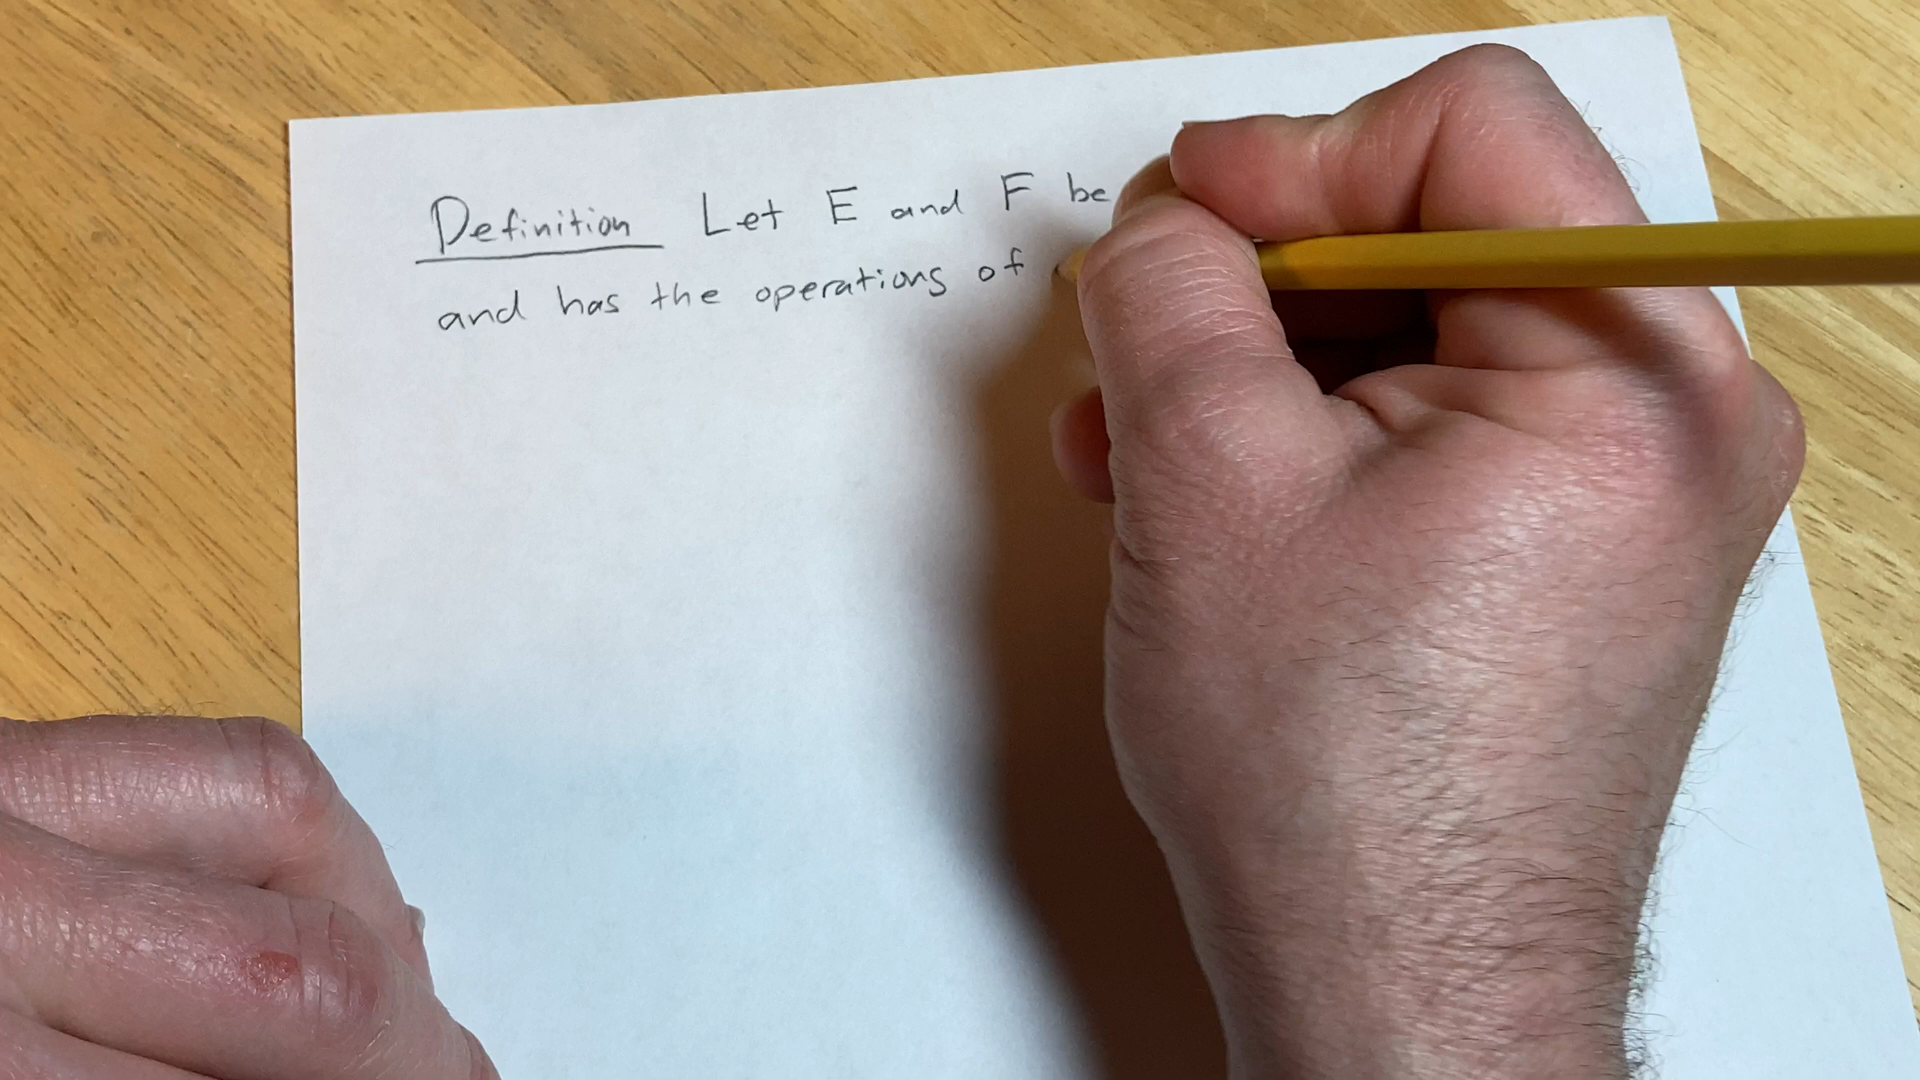 Definition Let E and F be
and has the operations of